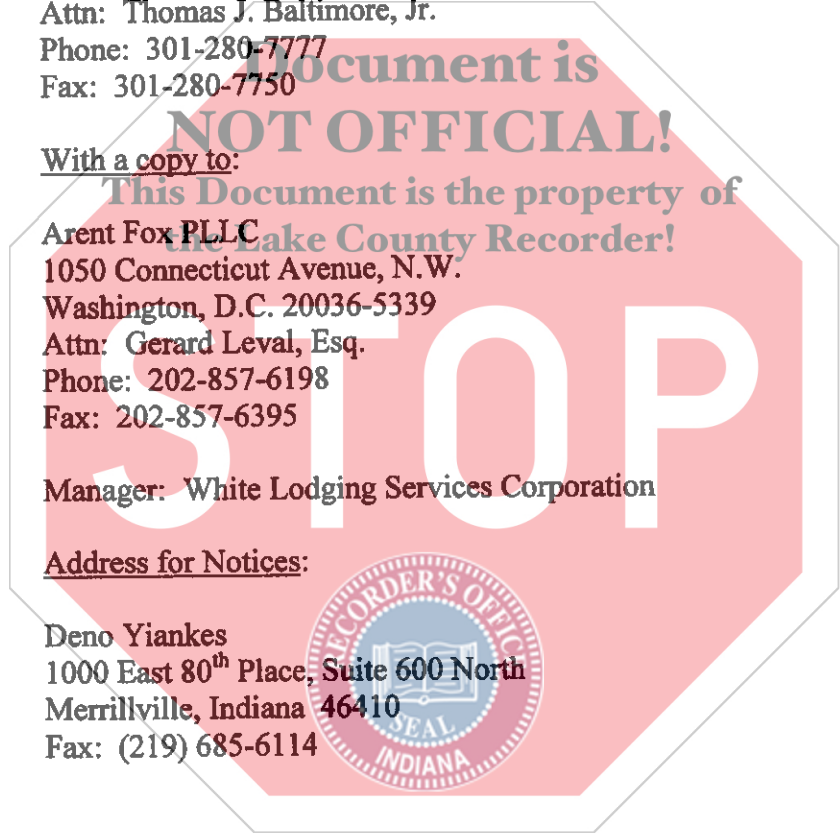 Attn: Thomas J. Baltimore, Jr.
Phone: 301-280-7777
Fax: 301-280-7750
Document is
NOT OFFICIAL!
With a copy to:
This Document is the property of
the Lake County Recorder!
Arent Fox PLLC
1050 Connecticut Avenue, N.W.
Washington, D.C. 20036-5339
Attn: Gerard Leval, Esq.
Phone: 202-857-6198
Fax: 202-857-6395
STOP
Manager: White Lodging Services Corporation
Address for Notices:
Deno Yiankes
1000 East 80th Place, Suite 600 North
Merrillville, Indiana 46410
Fax: (219) 685-6114
RECORDER'S OFFICE
SEAL
INDIANA